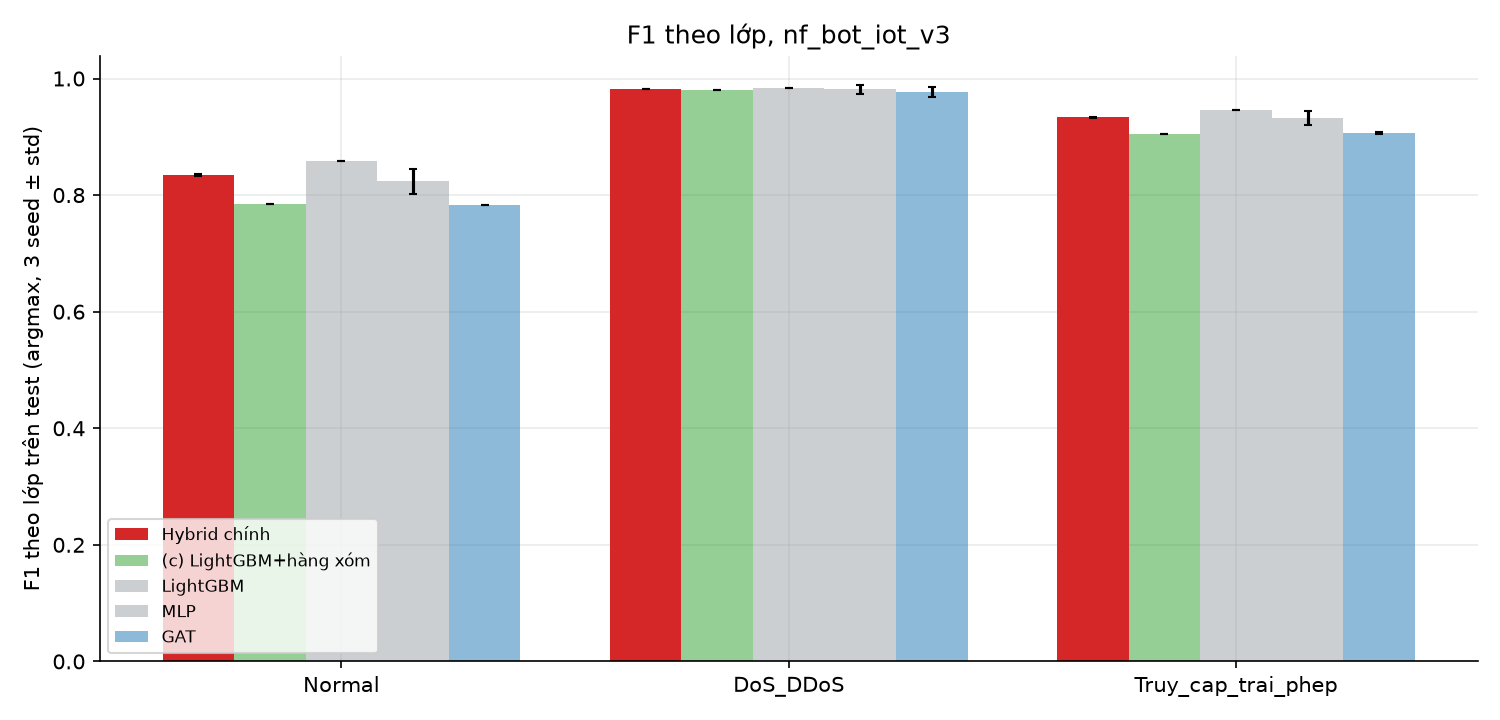 F1 theo lớp, nf_bot_iot_v3
F1 theo lớp trên test (argmax, 3 seed ± std)
1.0
0.8
0.6
0.4
0.2
0.0
Hybrid chính
(c) LightGBM+hàng xóm
LightGBM
MLP
GAT
Normal
DoS_DDoS
Truy_cap_trai_phep